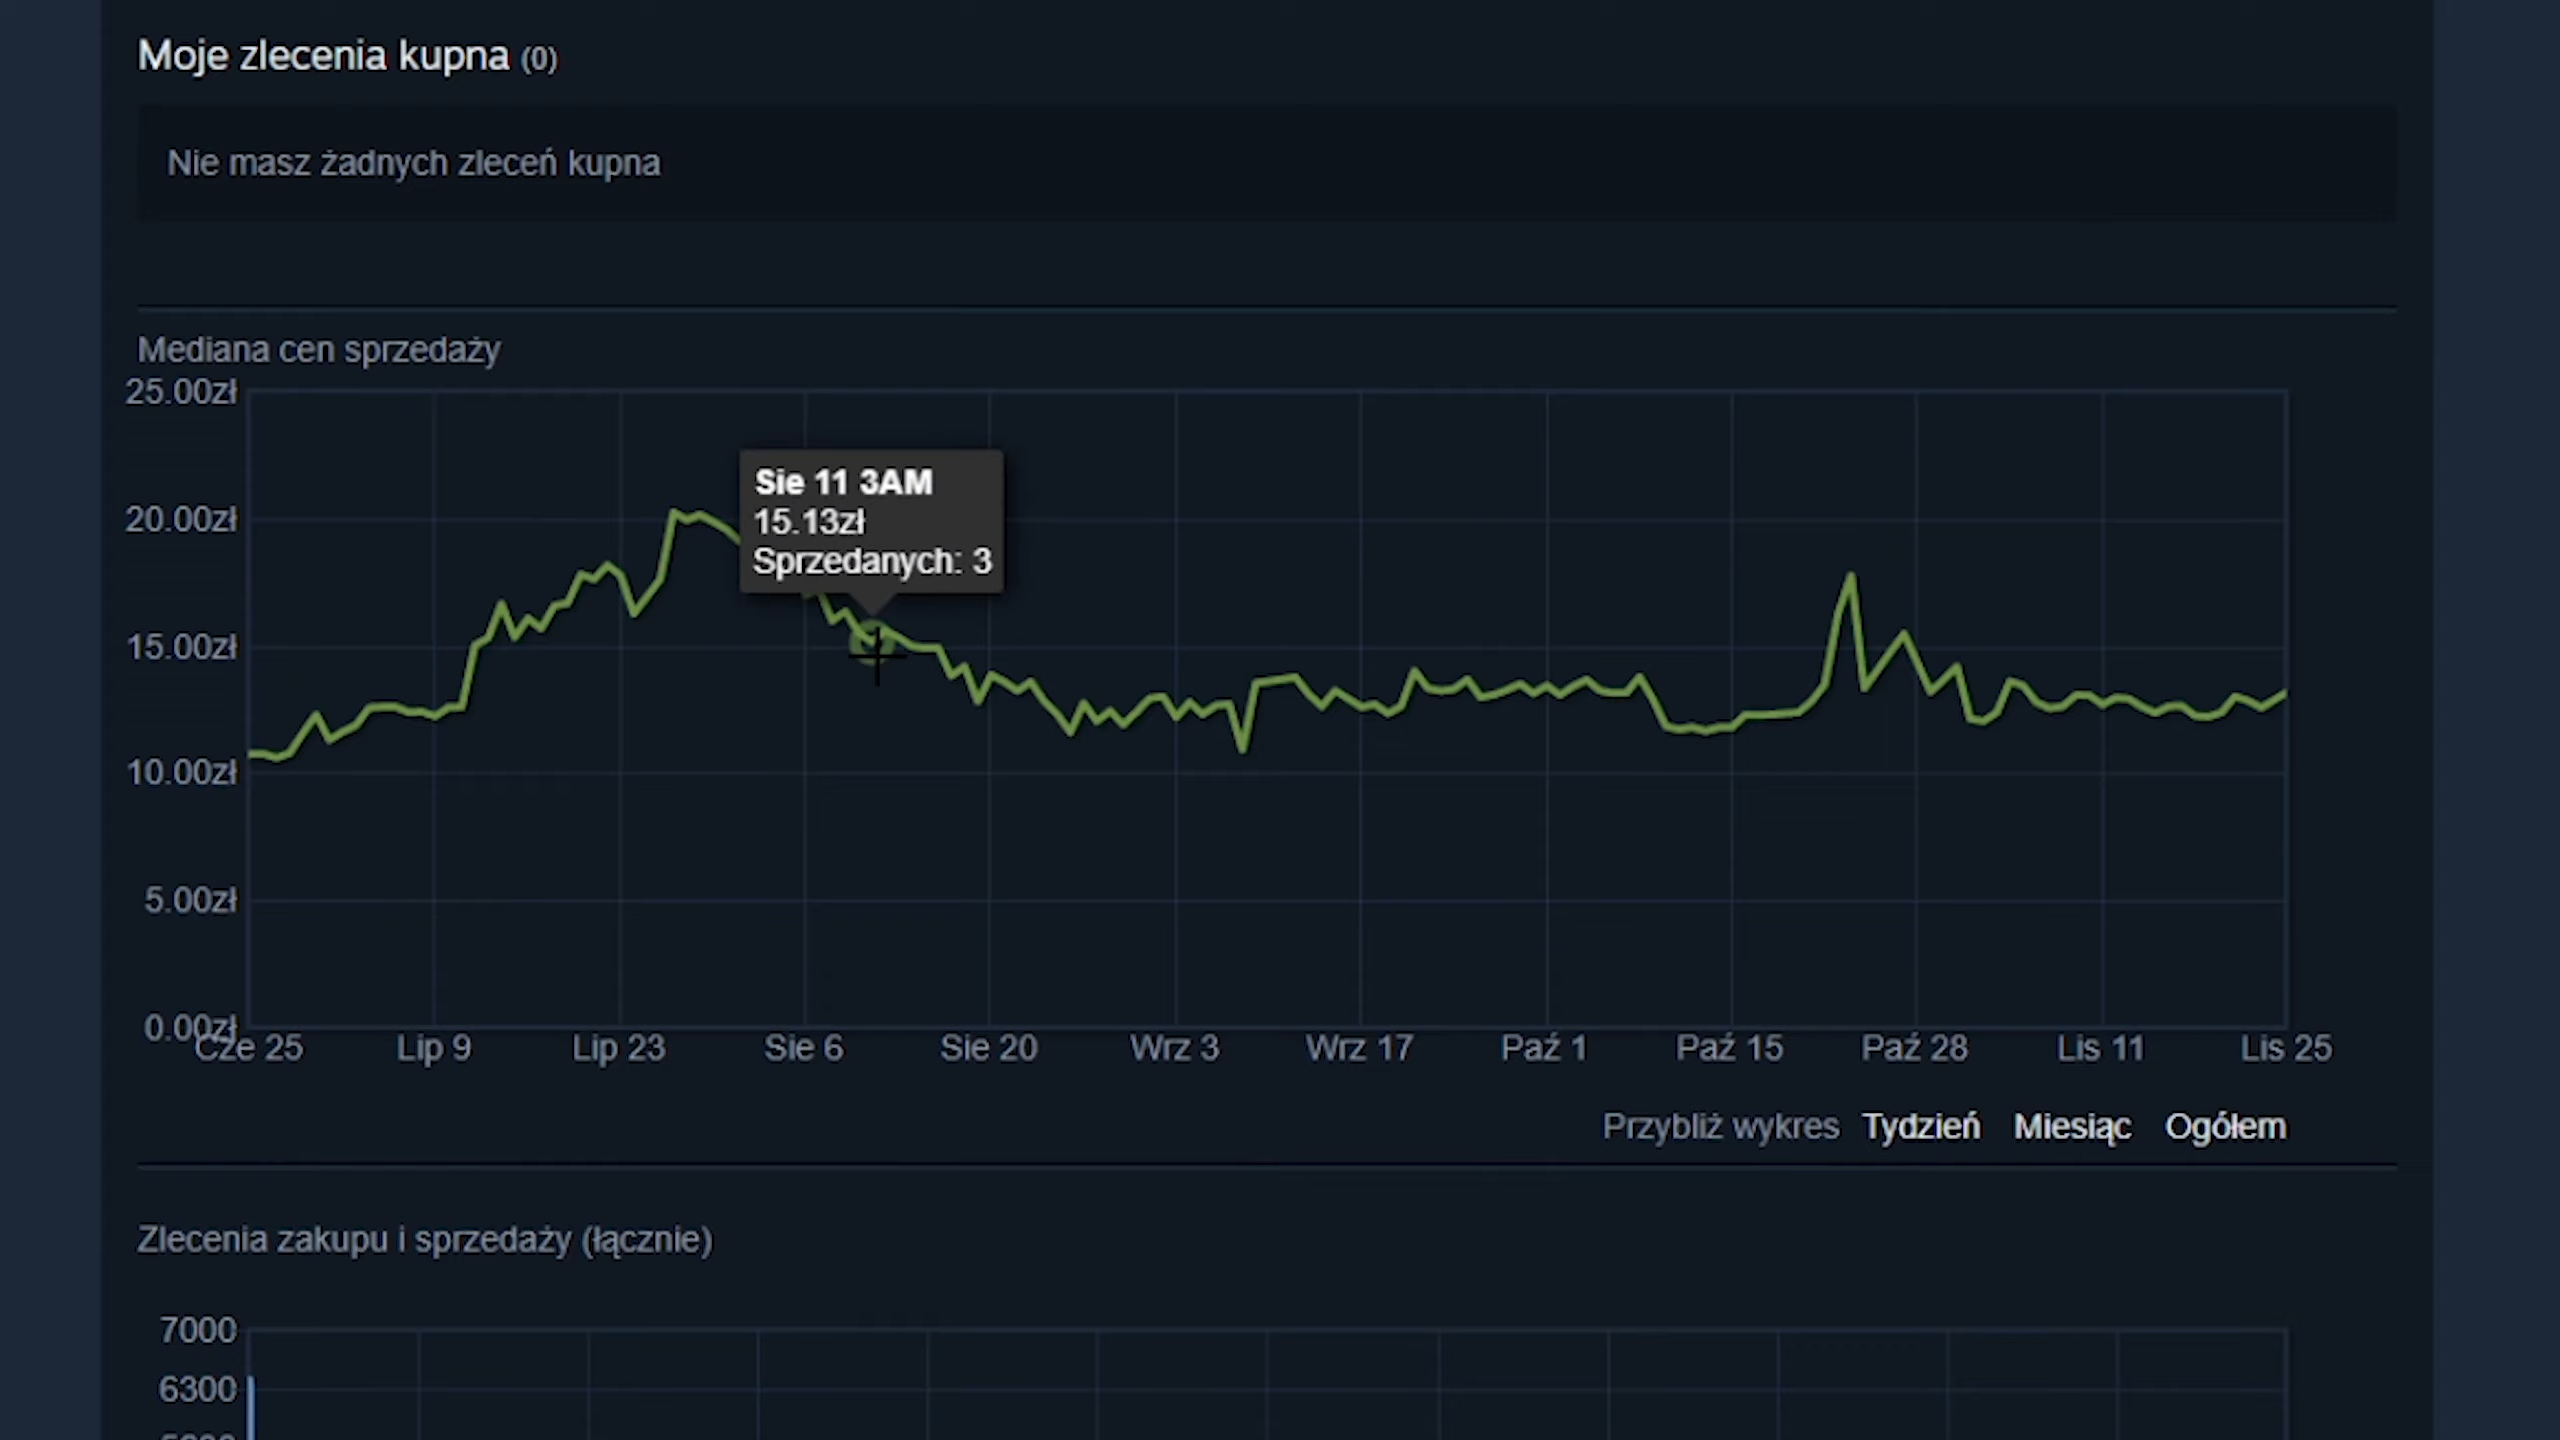 Moje zlecenia kupna (0)
Nie masz żadnych zleceń kupna
Mediana cen sprzedaży
25.00zł
20.00zł
15.00zł
10.00zł
5.00zł
0.00zł
Sie 11 3AM
15.13zł
Sprzedanych: 3
Cze 25 Lip 9 Lip 23 Sie 6 Sie 20 Wrz 3 Wrz 17 Paź 1 Paź 15 Paź 28 Lis 11 Lis 25
Przybliż wykres Tydzień Miesiąc Ogółem
Zlecenia zakupu i sprzedaży (łącznie)
7000
6300